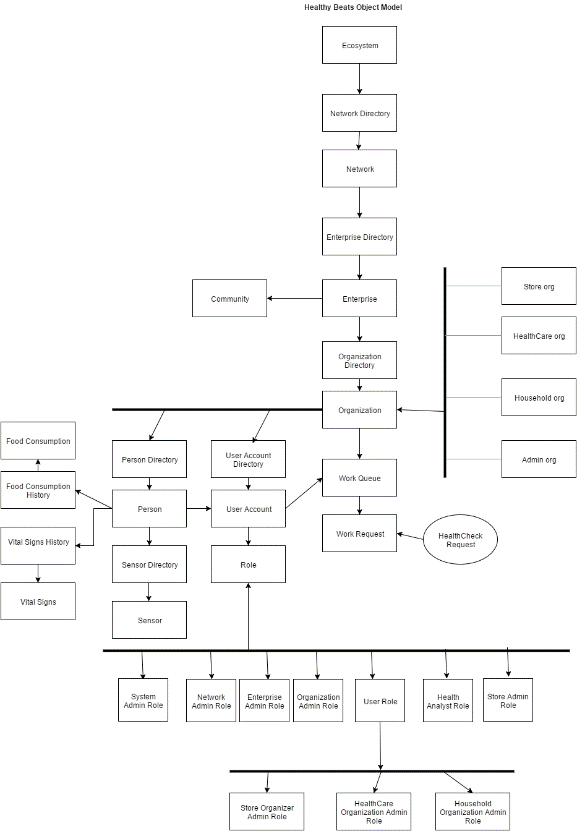 Healthy Beats Object Model
Ecosystem
Network Directory
Network
Enterprise Directory
Community
Enterprise
Store org
HealthCare org
Organization
Directory
Household org
Organization
Food Consumption
Person Directory
User Account
Directory
Admin org
Food Consumption
History
Work Queue
Person
User Account
Vital Signs History
Work Request
HealthCheck
Request
Sensor Directory
Role
Vital Signs
Sensor
System
Admin Role
Network
Admin Role
Enterprise
Admin Role
Organization
Admin Role
User Role
Health
Analyst Role
Store Admin
Role
Store Organizer
Admin Role
HealthCare
Organization Admin
Role
Household
Organization Admin
Role